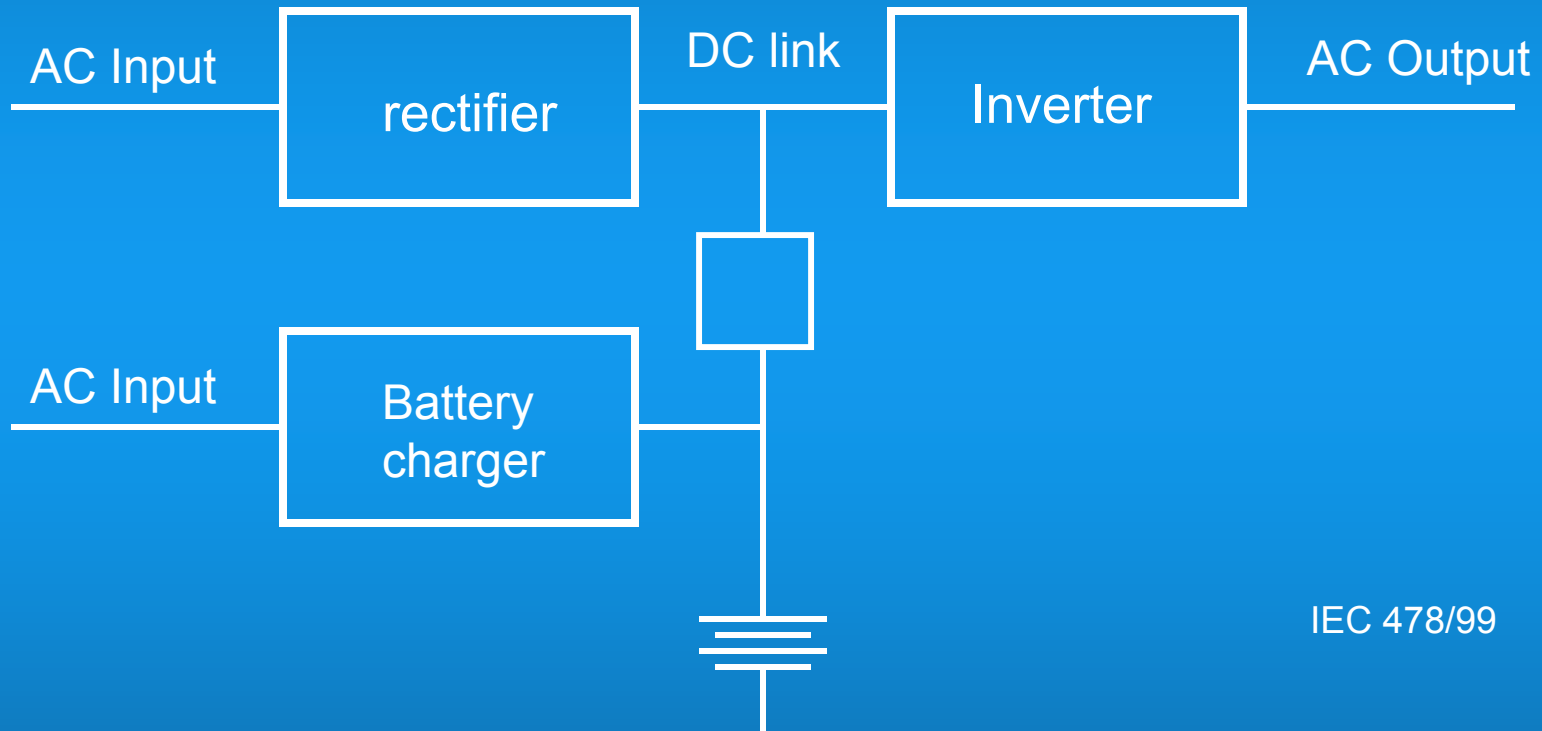 AC Input
rectifier
DC link
Inverter
AC Output
AC Input
Battery
charger
IEC 478/99